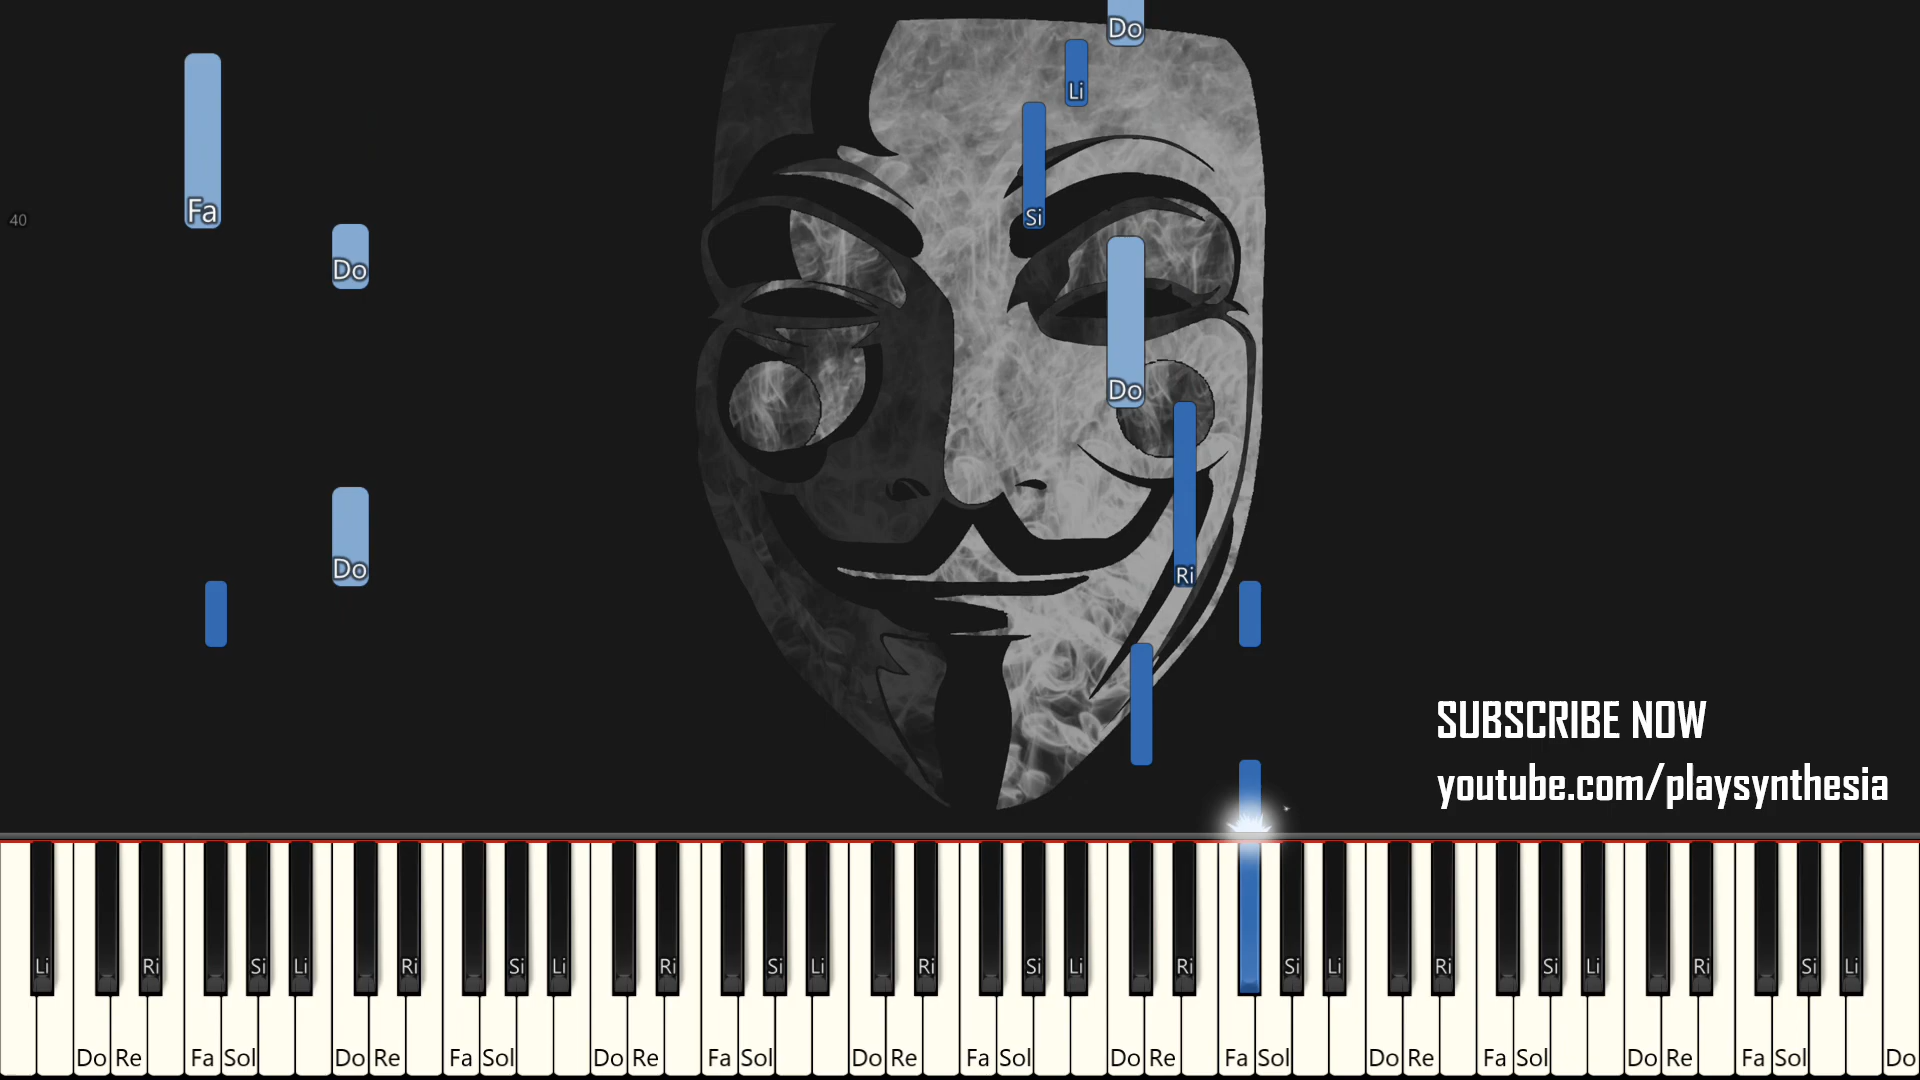 Do
Li
Fa
Si
40
Do
Do
Do
Ri
SUBSCRIBE NOW
youtube.com/playsynthesia
Li Ri Si Li Ri Si Li Ri Si Li Ri Si Li Ri Si Li Ri Si Li Ri Si Li
Do Re Fa Sol Do Re Fa Sol Do Re Fa Sol Do Re Fa Sol Do Re Fa Sol Do Re Fa Sol Do Re Fa Sol Do